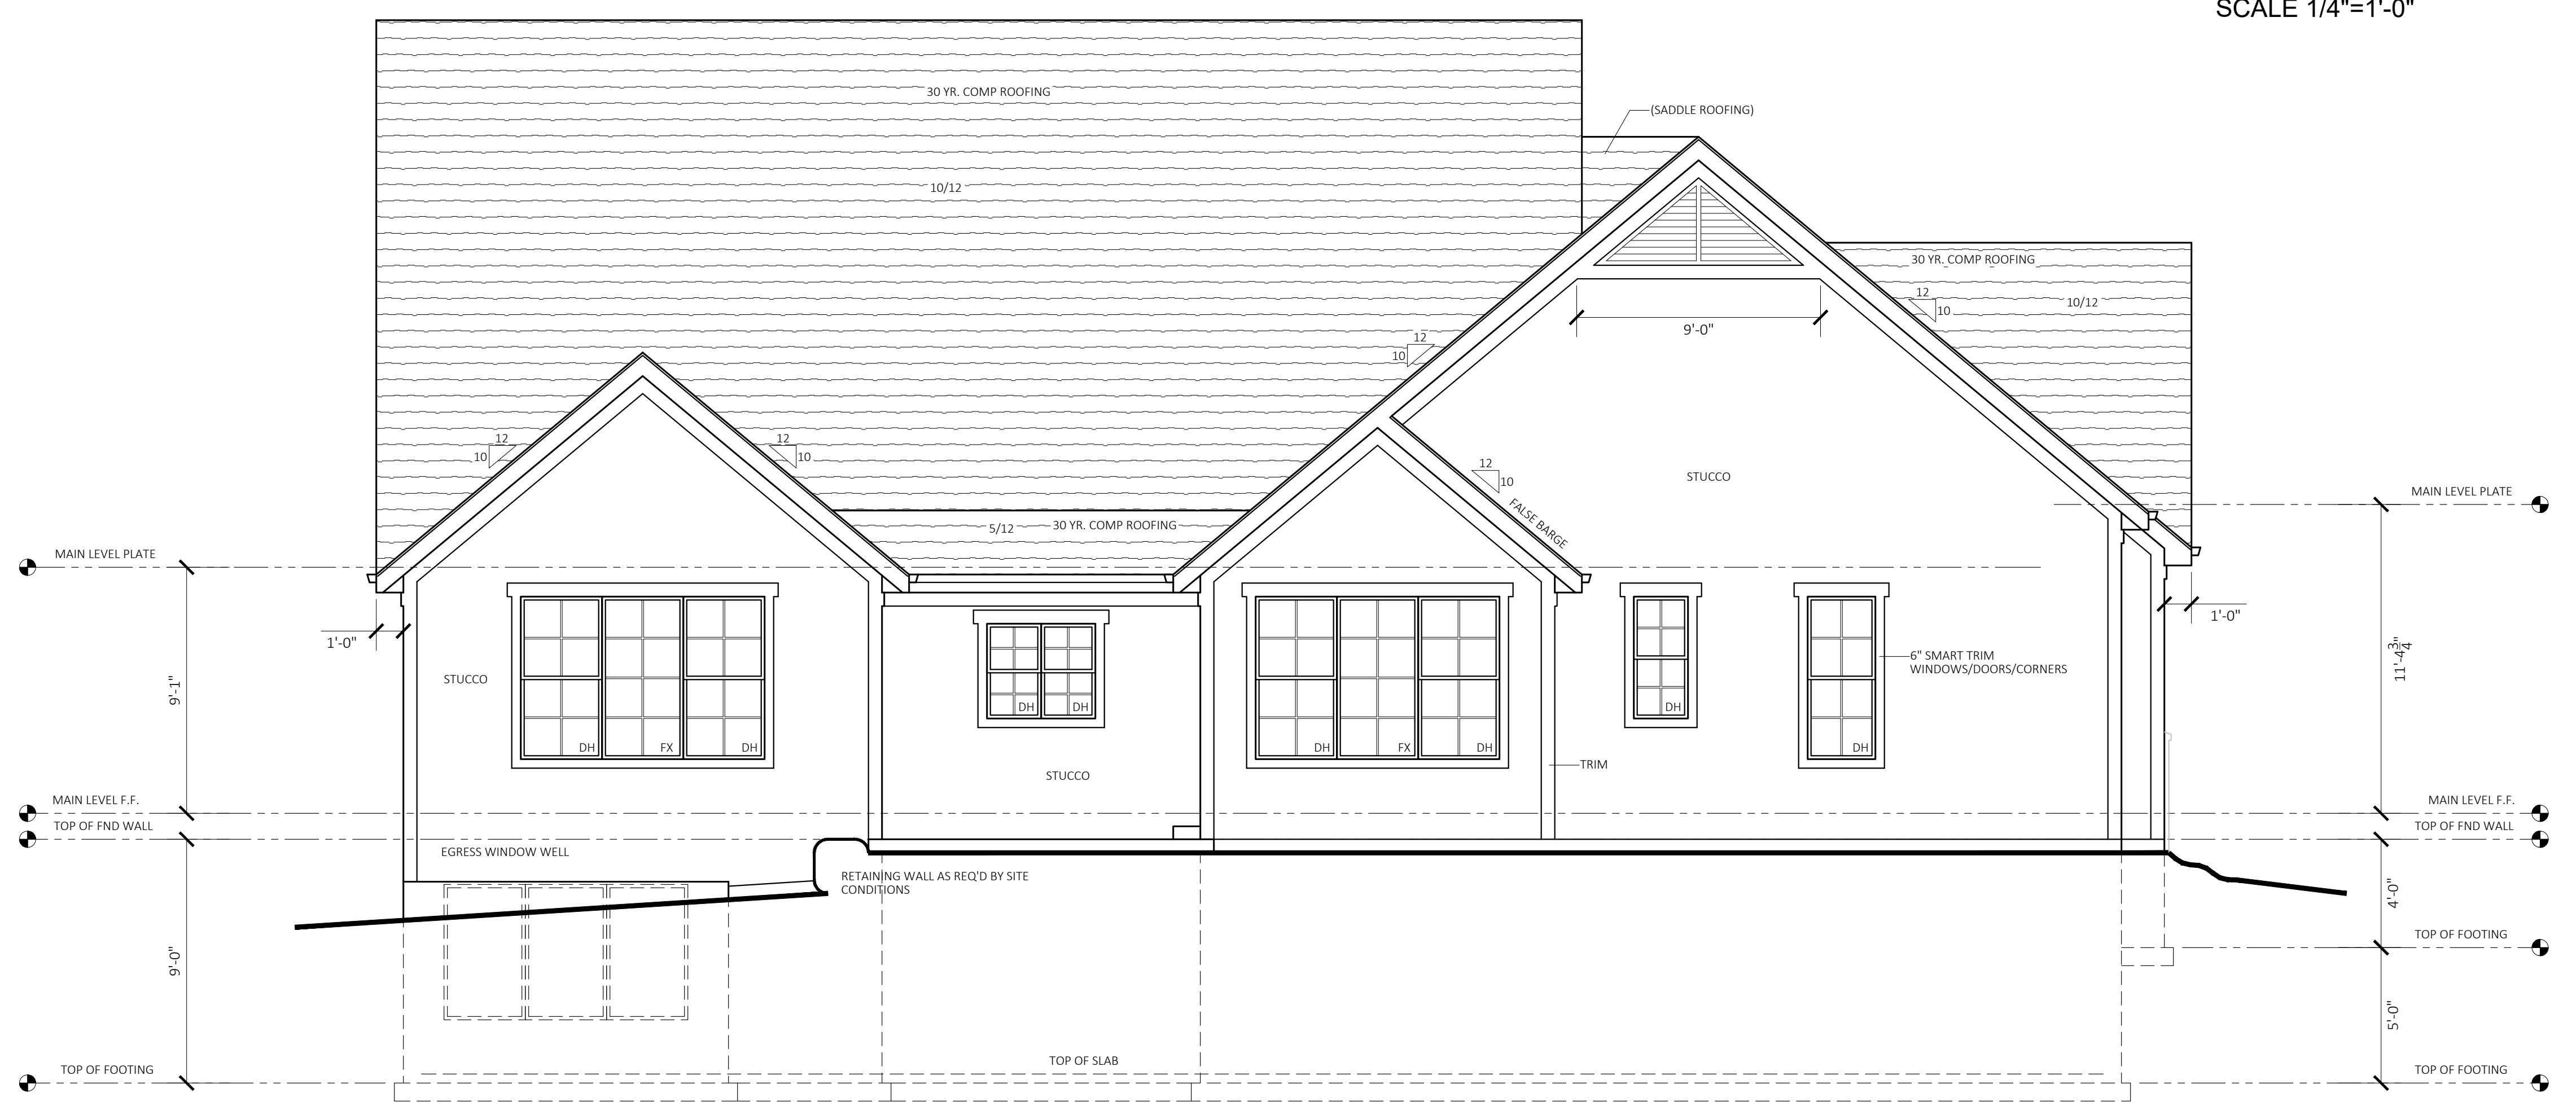 SCALE 1/4"=1'-0"
30 YR. COMP ROOFING
(SADDLE ROOFING)
10/12
30 YR. COMP ROOFING
10/12
12
10
9'-0"
12
10
12
10
12
10
12
10
STUCCO
FALSE BARGE
MAIN LEVEL PLATE
5/12
30 YR. COMP ROOFING
MAIN LEVEL PLATE
1'-0"
1'-0"
9'-1"
STUCCO
6" SMART TRIM
WINDOWS/DOORS/CORNERS
11'-4 3/4"
DH
DH
DH
DH
FX
DH
DH
FX
DH
DH
STUCCO
TRIM
MAIN LEVEL F.F.
MAIN LEVEL F.F.
TOP OF FND WALL
TOP OF FND WALL
EGRESS WINDOW WELL
RETAINING WALL AS REQ'D BY SITE
CONDITIONS
4'-0"
TOP OF FOOTING
9'-0"
5'-0"
TOP OF SLAB
TOP OF FOOTING
TOP OF FOOTING